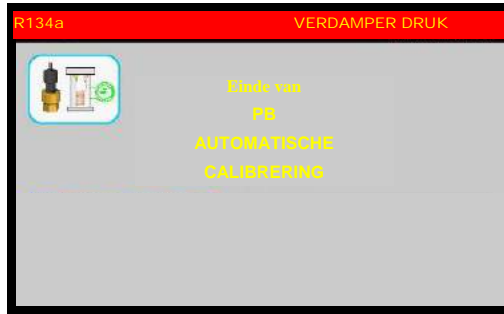 R134a VERDAMPER DRUK
Einde van
PB
AUTOMATISCHE
CALIBRERING